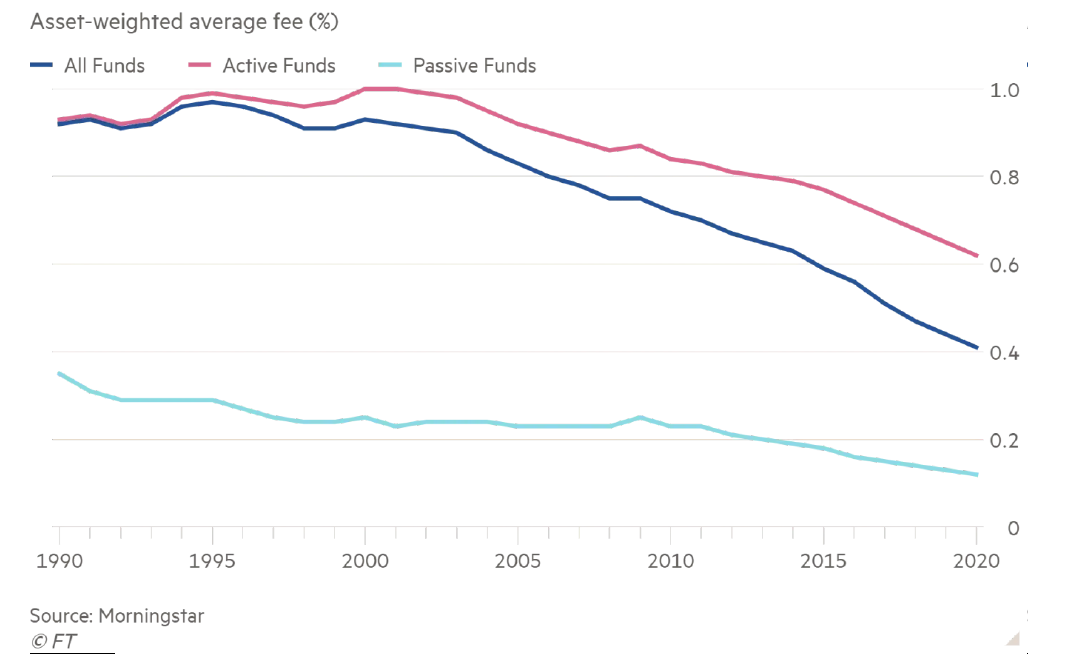 Asset-weighted average fee (%)
All Funds Active Funds Passive Funds
1.0
0.8
0.6
0.4
0.2
0
1990 1995 2000 2005 2010 2015 2020
Source: Morningstar
© FT